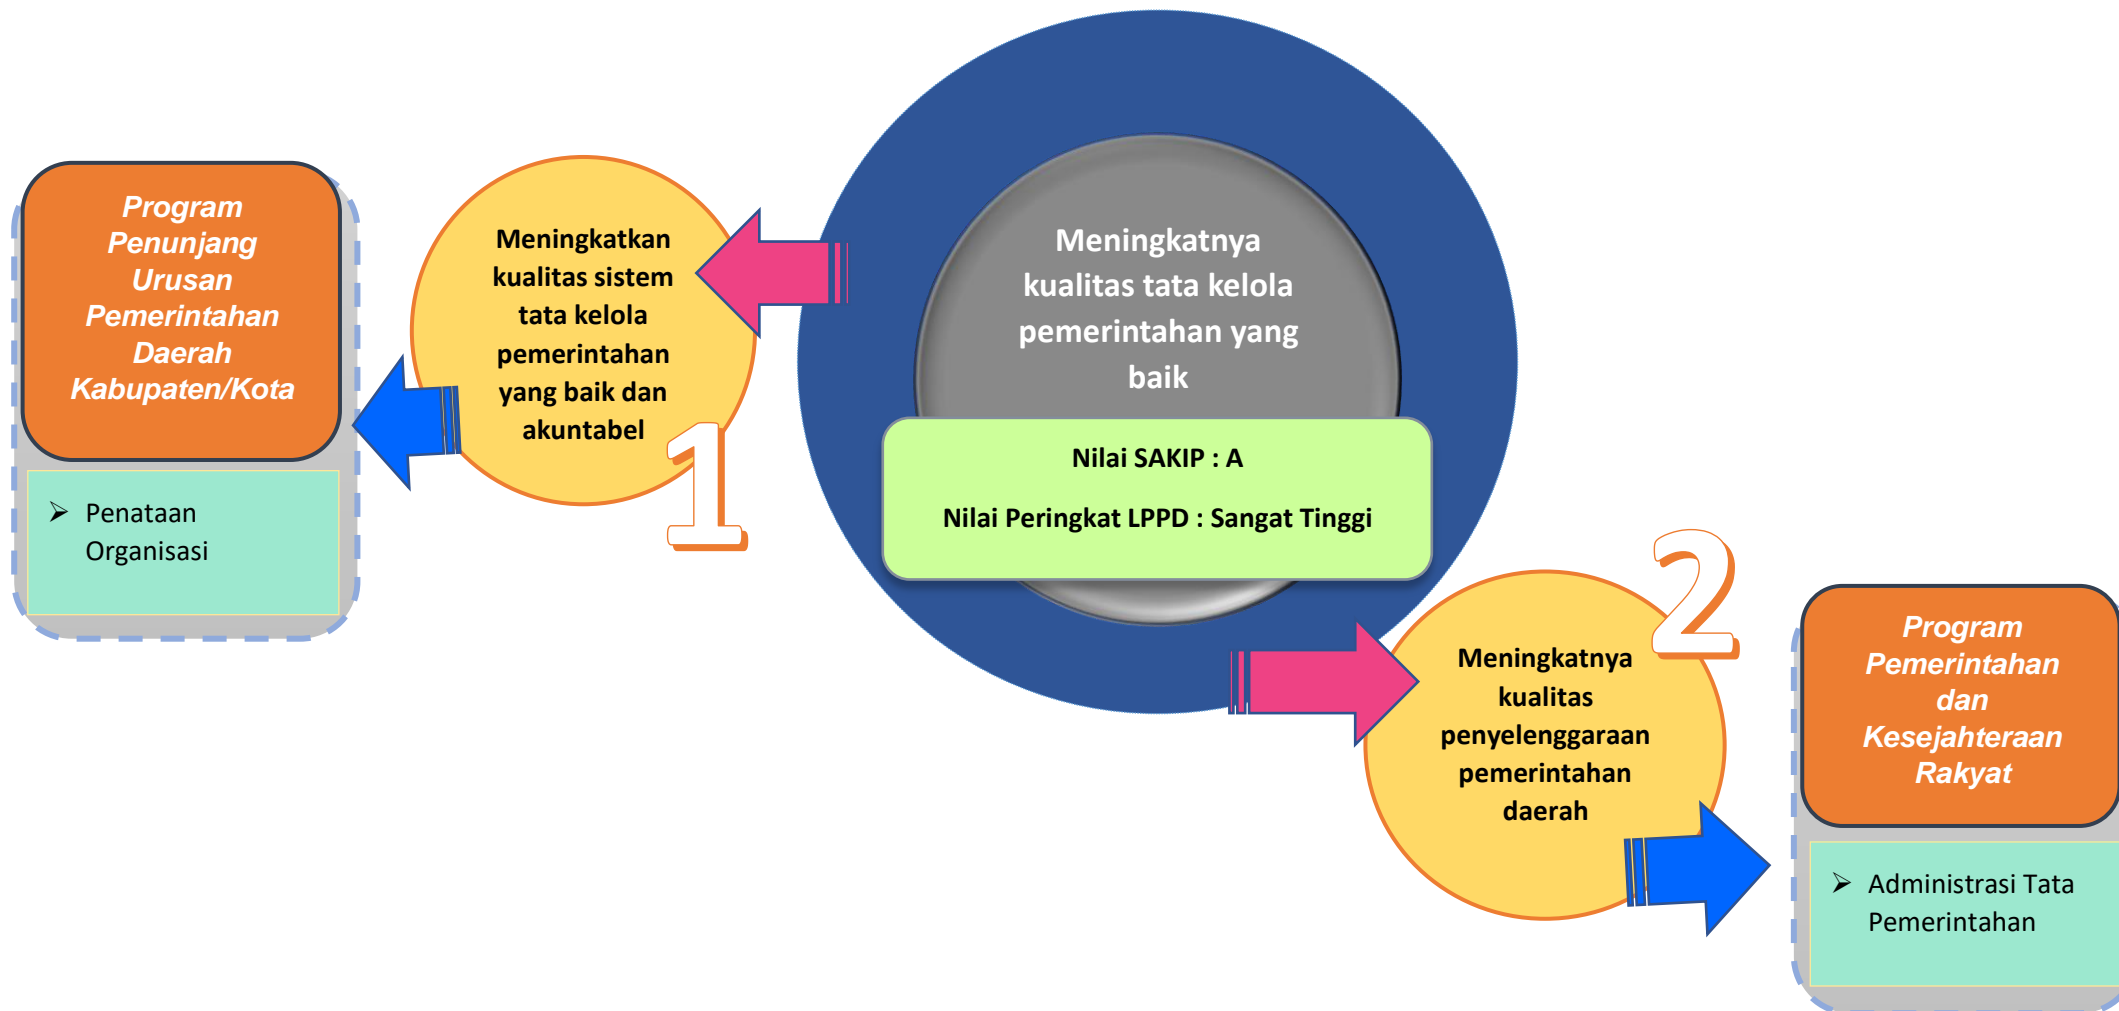 Program
Penunjang
Urusan
Pemerintahan
Daerah
Kabupaten/Kota
➢ Penataan
Organisasi
Meningkatkan
kualitas sistem
tata kelola
pemerintahan
yang baik dan
akuntabel
1
Meningkatnya
kualitas tata kelola
pemerintahan yang
baik
Nilai SAKIP : A
Nilai Peringkat LPPD : Sangat Tinggi
2
Meningkatnya
kualitas
penyelenggaraan
pemerintahan
daerah
Program
Pemerintahan
dan
Kesejahteraan
Rakyat
➢ Administrasi Tata
Pemerintahan